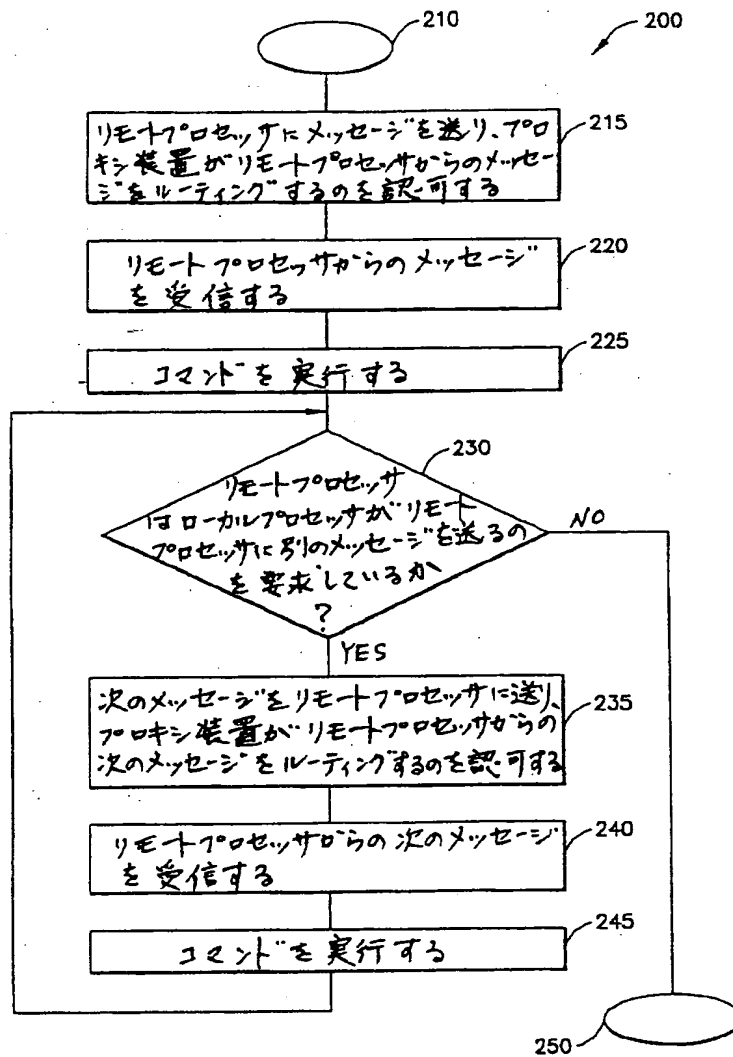 210
200
リモートプロセッサにメッセージを送り、プロ
キシ装置がリモートプロセッサからのメッセー
ジをルーティングするのを認可する
215
リモートプロセッサからのメッセージ
を受信する
220
コマンドを実行する
225
230
リモートプロセッサ
はローカルプロセッサがリモート
プロセッサに別のメッセージを送るの
を要求しているか
?
NO
YES
次のメッセージをリモートプロセッサに送り、
プロキシ装置がリモートプロセッサからの
次のメッセージをルーティングするのを認可する
235
リモートプロセッサからの次のメッセージ
を受信する
240
コマンドを実行する
245
250